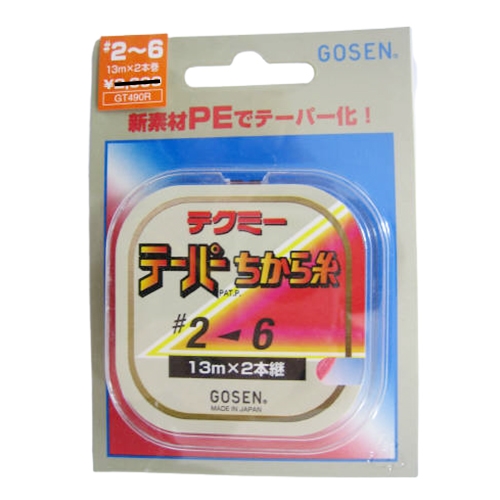 #2〜6
13m×2本巻
GT490R
GOSEN®
新素材PEでテーパー化！
テクミー
テーパーちから糸
PAT.P.
#2◄6
13m×2本継
GOSEN®
MADE IN JAPAN